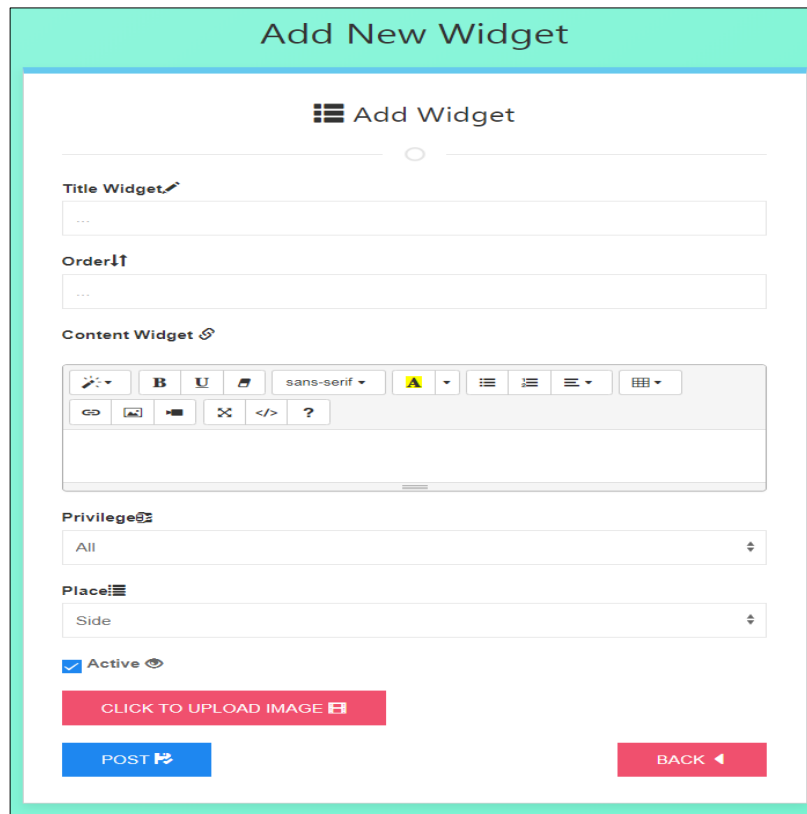 Add New Widget
Add Widget
Title Widget
...
Order
...
Content Widget
B U sans-serif A
</> ?
Privilege
All
Place
Side
Active
CLICK TO UPLOAD IMAGE
POST BACK